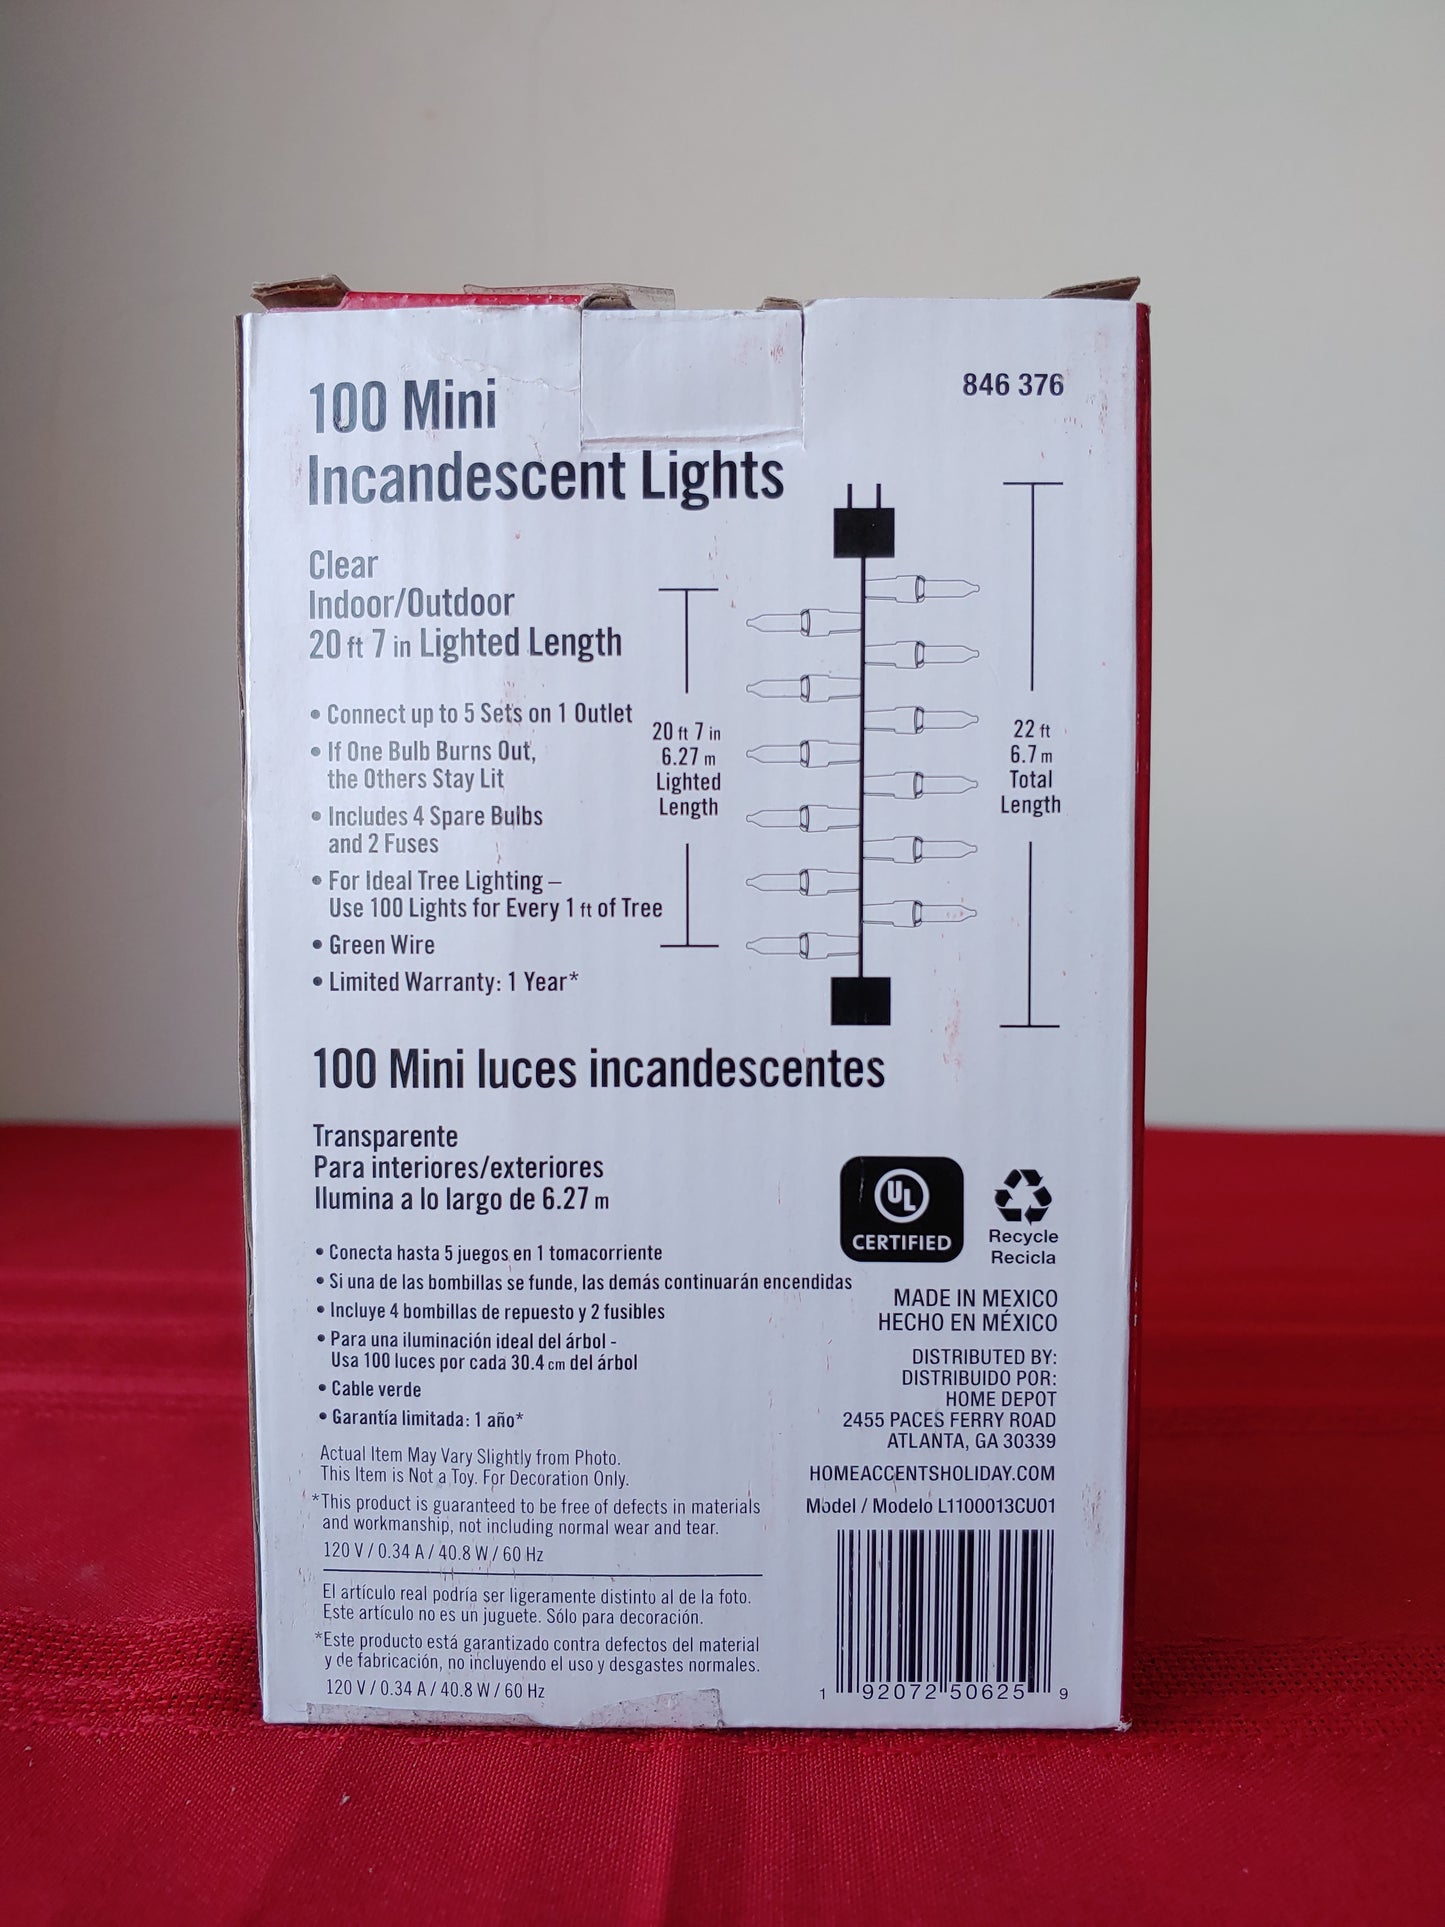 100 Mini
Incandescent Lights
846 376
Clear
Indoor/Outdoor
20 ft 7 in Lighted Length
• Connect up to 5 Sets on 1 Outlet
• If One Bulb Burns Out,
the Others Stay Lit
• Includes 4 Spare Bulbs
and 2 Fuses
• For Ideal Tree Lighting –
Use 100 Lights for Every 1 ft of Tree
• Green Wire
• Limited Warranty: 1 Year*
20 ft 7 in
6.27 m
Lighted
Length
22 ft
6.7 m
Total
Length
100 Mini luces incandescentes
Transparente
Para interiores/exteriores
Ilumina a lo largo de 6.27 m
• Conecta hasta 5 juegos en 1 tomacorriente
• Si una de las bombillas se funde, las demás continuarán encendidas
• Incluye 4 bombillas de repuesto y 2 fusibles
• Para una iluminación ideal del árbol -
Usa 100 luces por cada 30.4 cm del árbol
• Cable verde
• Garantía limitada: 1 año*
Actual Item May Vary Slightly from Photo.
This Item is Not a Toy. For Decoration Only.
*This product is guaranteed to be free of defects in materials
and workmanship, not including normal wear and tear.
120 V / 0.34 A / 40.8 W / 60 Hz
El artículo real podría ser ligeramente distinto al de la foto.
Este artículo no es un juguete. Sólo para decoración.
*Este producto está garantizado contra defectos del material
y de fabricación, no incluyendo el uso y desgastes normales.
120 V / 0.34 A / 40.8 W / 60 Hz
UL
CERTIFIED
Recycle
Recicla
MADE IN MEXICO
HECHO EN MÉXICO
DISTRIBUTED BY:
DISTRIBUIDO POR:
HOME DEPOT
2455 PACES FERRY ROAD
ATLANTA, GA 30339
HOMEACCENTSHOLIDAY.COM
Model / Modelo L1100013CU01
1 92072 50625 9